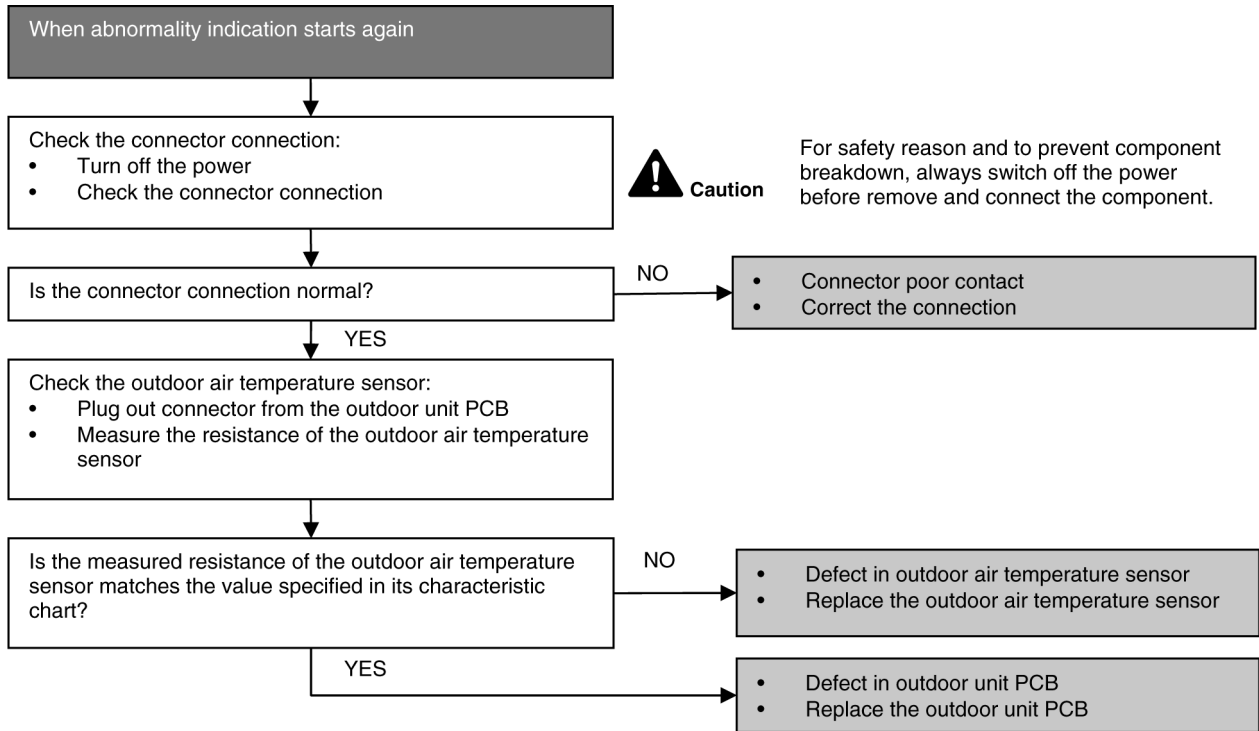 When abnormality indication starts again
Check the connector connection:
• Turn off the power
• Check the connector connection
Caution
For safety reason and to prevent component
breakdown, always switch off the power
before remove and connect the component.
Is the connector connection normal?
NO
• Connector poor contact
• Correct the connection
YES
Check the outdoor air temperature sensor:
• Plug out connector from the outdoor unit PCB
• Measure the resistance of the outdoor air temperature
sensor
Is the measured resistance of the outdoor air temperature
sensor matches the value specified in its characteristic
chart?
NO
• Defect in outdoor air temperature sensor
• Replace the outdoor air temperature sensor
YES
• Defect in outdoor unit PCB
• Replace the outdoor unit PCB